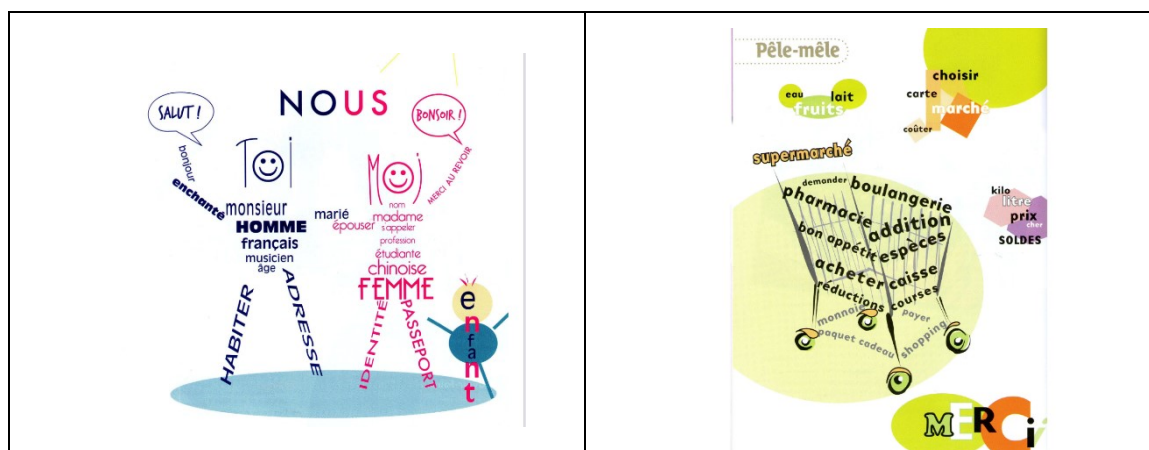 NOUS
SALUT !
BONSOIR !
TOi
MOi
bonjour
enchanté
MERCI AU REVOIR
nom
monsieur
madame
marié
HOMME
s'appeler
épouser
français
profession
musicien
étudiante
âge
chinoise
FEMME
HABITER
ADRESSE
IDENTITÉ
PASSEPORT
enfant
Pêle-mêle
eau
lait
fruits
choisir
carte
marché
coûter
supermarché
demander
boulangerie
pharmacie
addition
bon appétit
espèces
acheter
caisse
réductions
courses
monnaie
payer
paquet cadeau
shopping
kilo
litre
prix
cher
SOLDES
MERCi